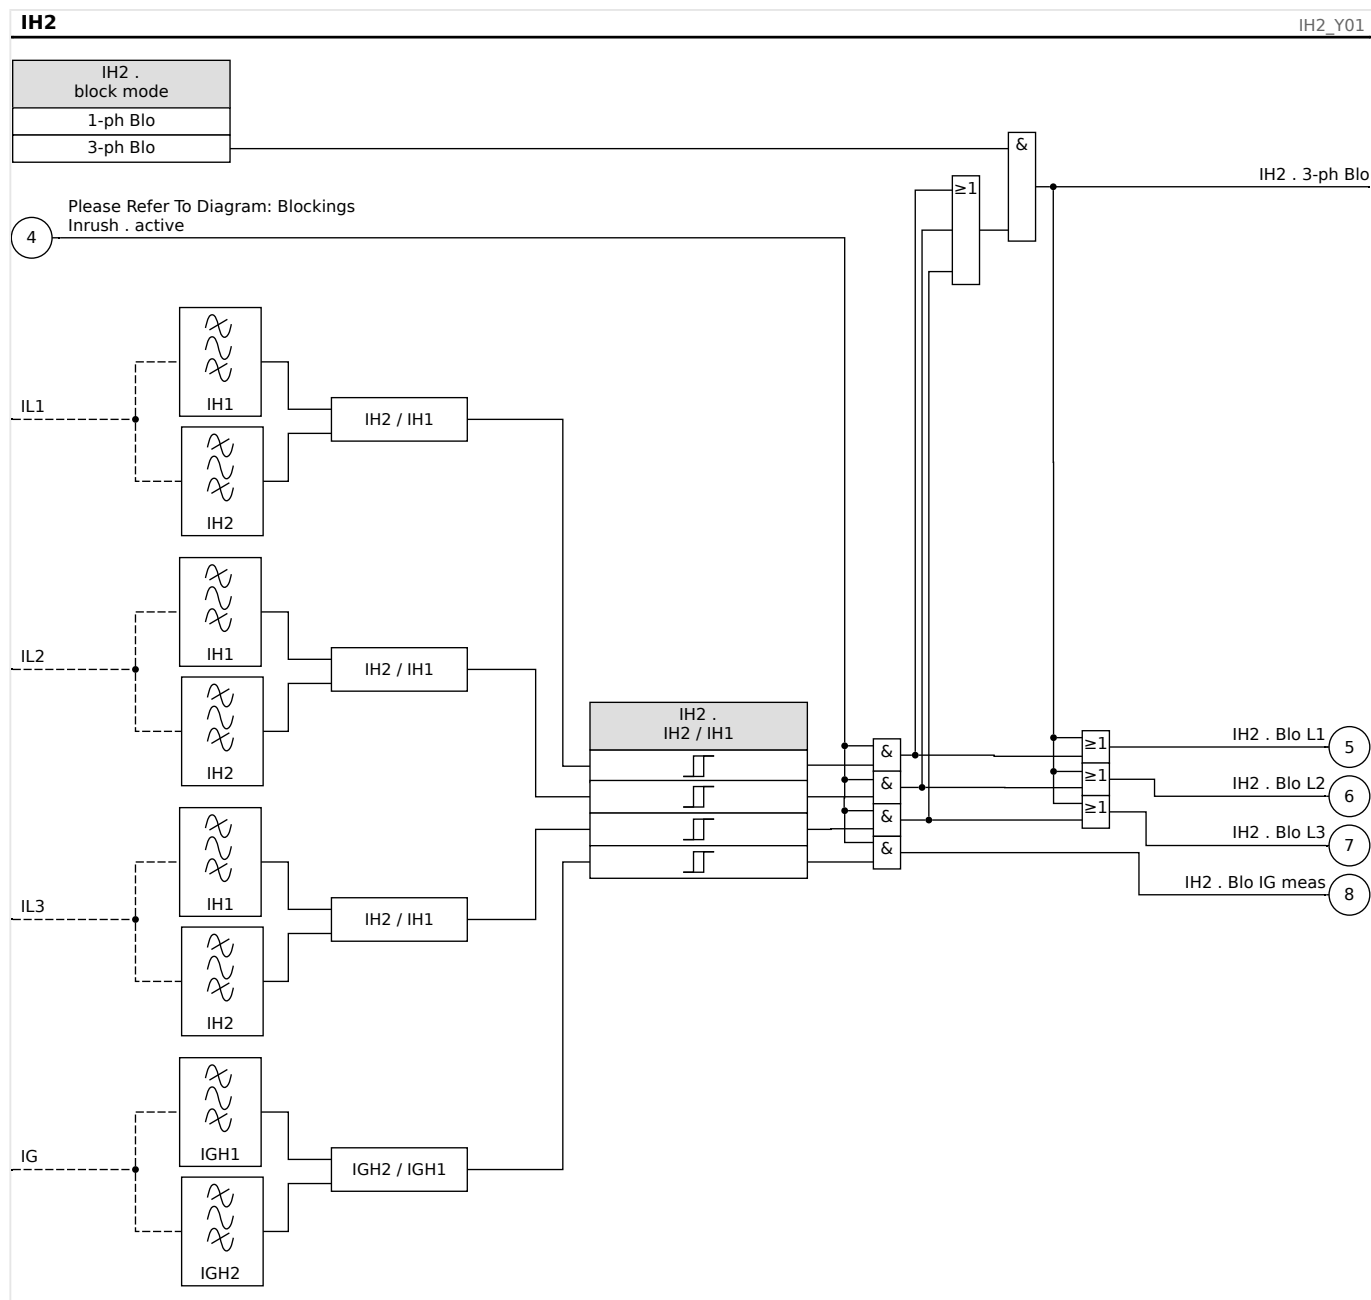 IH2
IH2_Y01
IH2 .
block mode
1-ph Blo
3-ph Blo
&
≥1
IH2 . 3-ph Blo
Please Refer To Diagram: Blockings
Inrush . active
4
IL1
IH1
IH2
IH2 / IH1
IL2
IH1
IH2
IH2 / IH1
IH2 .
IH2 / IH1
&
&
&
&
≥1
≥1
≥1
IH2 . Blo L1
5
IH2 . Blo L2
6
IH2 . Blo L3
7
IH2 . Blo IG meas
8
IL3
IH1
IH2
IH2 / IH1
IG
IGH1
IGH2
IGH2 / IGH1